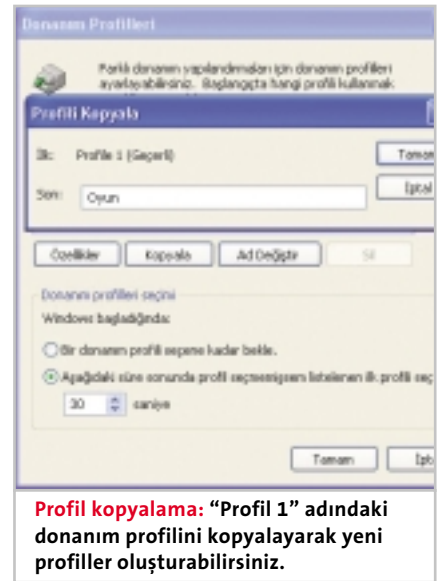 Donanım Profilleri
Farklı donanım yapılandırmaları için donanım profilleri
ayarlayabilirsiniz. Başlangıçta hangi profili kullanmak
Profili Kopyala
İlk: Profile 1 (Geçerli)
Tamam
Son: Oyun
İptal
Özellikler Kopyala Ad Değiştir Sil
Donanım profilleri seçimi
Windows başladığında:
Bir donanım profili seçene kadar bekle.
Aşağıdaki süre sonunda profil seçmemişsem listelenen ilk profili seç
30 saniye
Tamam İpt
Profil kopyalama: “Profil 1” adındaki
donanım profilini kopyalayarak yeni
profiller oluşturabilirsiniz.